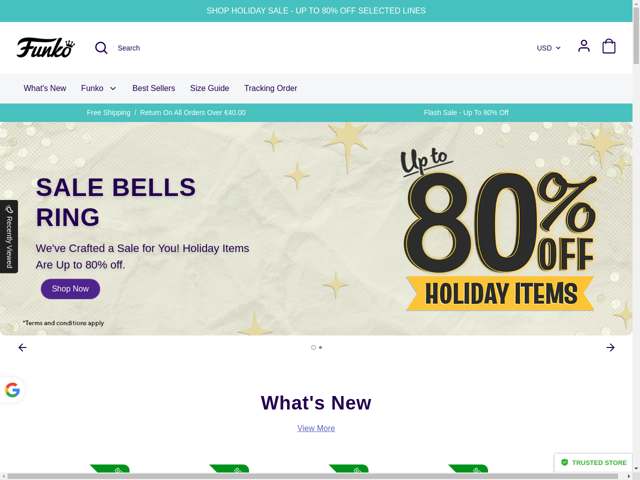 SHOP HOLIDAY SALE - UP TO 80% OFF SELECTED LINES
Funko
Search
USD
What's New
Funko
Best Sellers
Size Guide
Tracking Order
Free Shipping / Return On All Orders Over €40.00
Flash Sale - Up To 80% Off
SALE BELLS
RING
We've Crafted a Sale for You! Holiday Items
Are Up to 80% off.
Shop Now
*Terms and conditions apply
Up to
80%
OFF
HOLIDAY ITEMS
Recently Viewed
What's New
View More
TRUSTED STORE